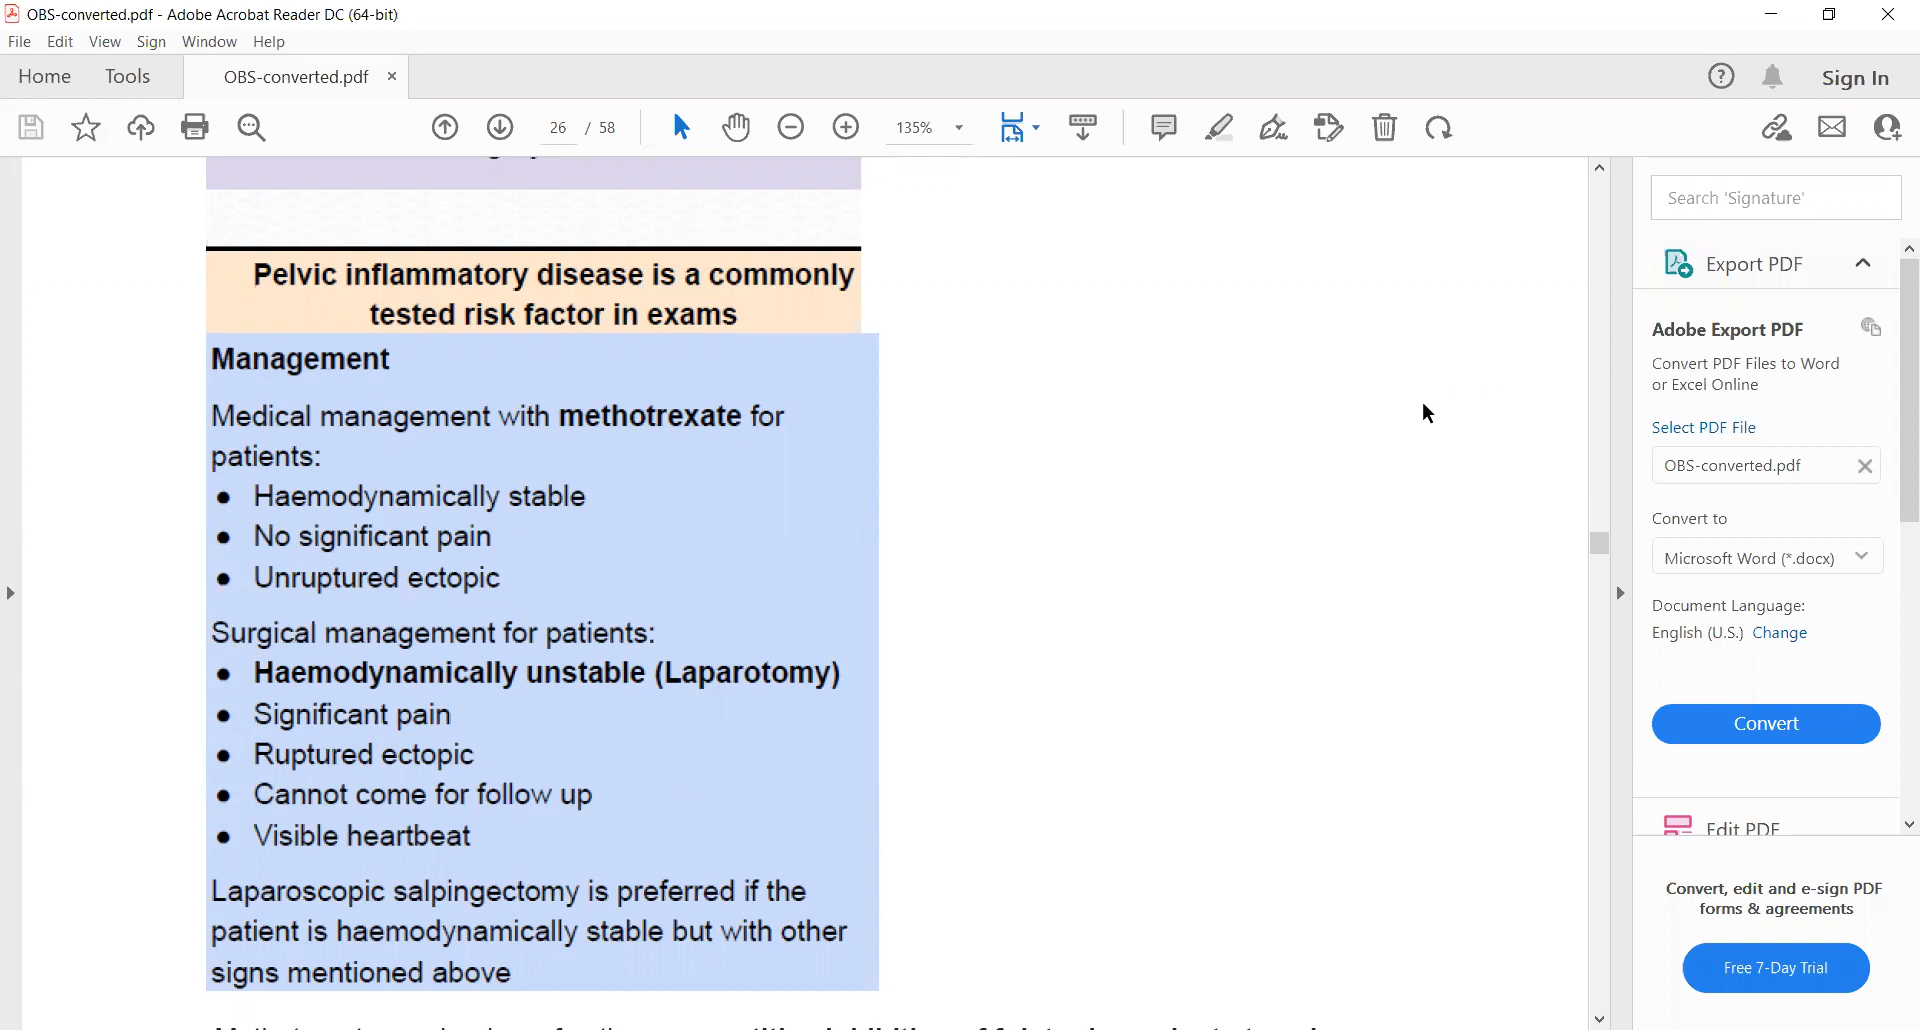 OBS-converted.pdf - Adobe Acrobat Reader DC (64-bit)
File Edit View Sign Window Help
Home Tools OBS-converted.pdf Sign In
26 / 58 135%
Pelvic inflammatory disease is a commonly
tested risk factor in exams
Management
Medical management with methotrexate for
patients:
● Haemodynamically stable
● No significant pain
● Unruptured ectopic
Surgical management for patients:
● Haemodynamically unstable (Laparotomy)
● Significant pain
● Ruptured ectopic
● Cannot come for follow up
● Visible heartbeat
Laparoscopic salpingectomy is preferred if the
patient is haemodynamically stable but with other
signs mentioned above
Search 'Signature'
Export PDF
Adobe Export PDF
Convert PDF Files to Word
or Excel Online
Select PDF File
OBS-converted.pdf
Convert to
Microsoft Word (*.docx)
Document Language:
English (U.S.) Change
Convert
Edit PDF
Convert, edit and e-sign PDF
forms & agreements
Free 7-Day Trial